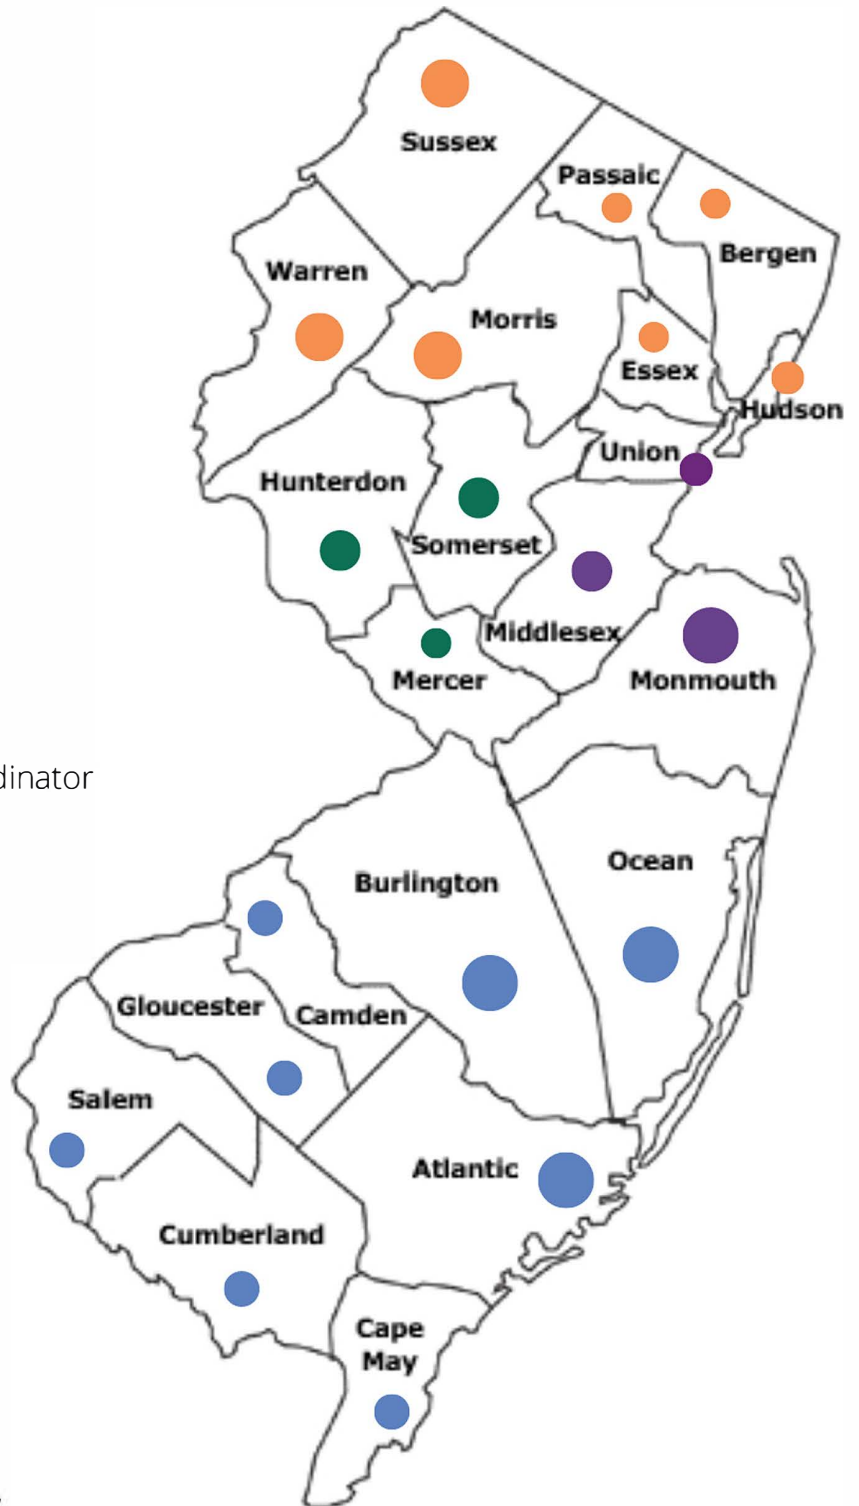 Sussex
Passaic
Bergen
Warren
Morris
Essex
Hudson
Union
Hunterdon
Somerset
Middlesex
Mercer
Monmouth
dinator
Ocean
Burlington
Gloucester
Camden
Salem
Atlantic
Cumberland
Cape
May